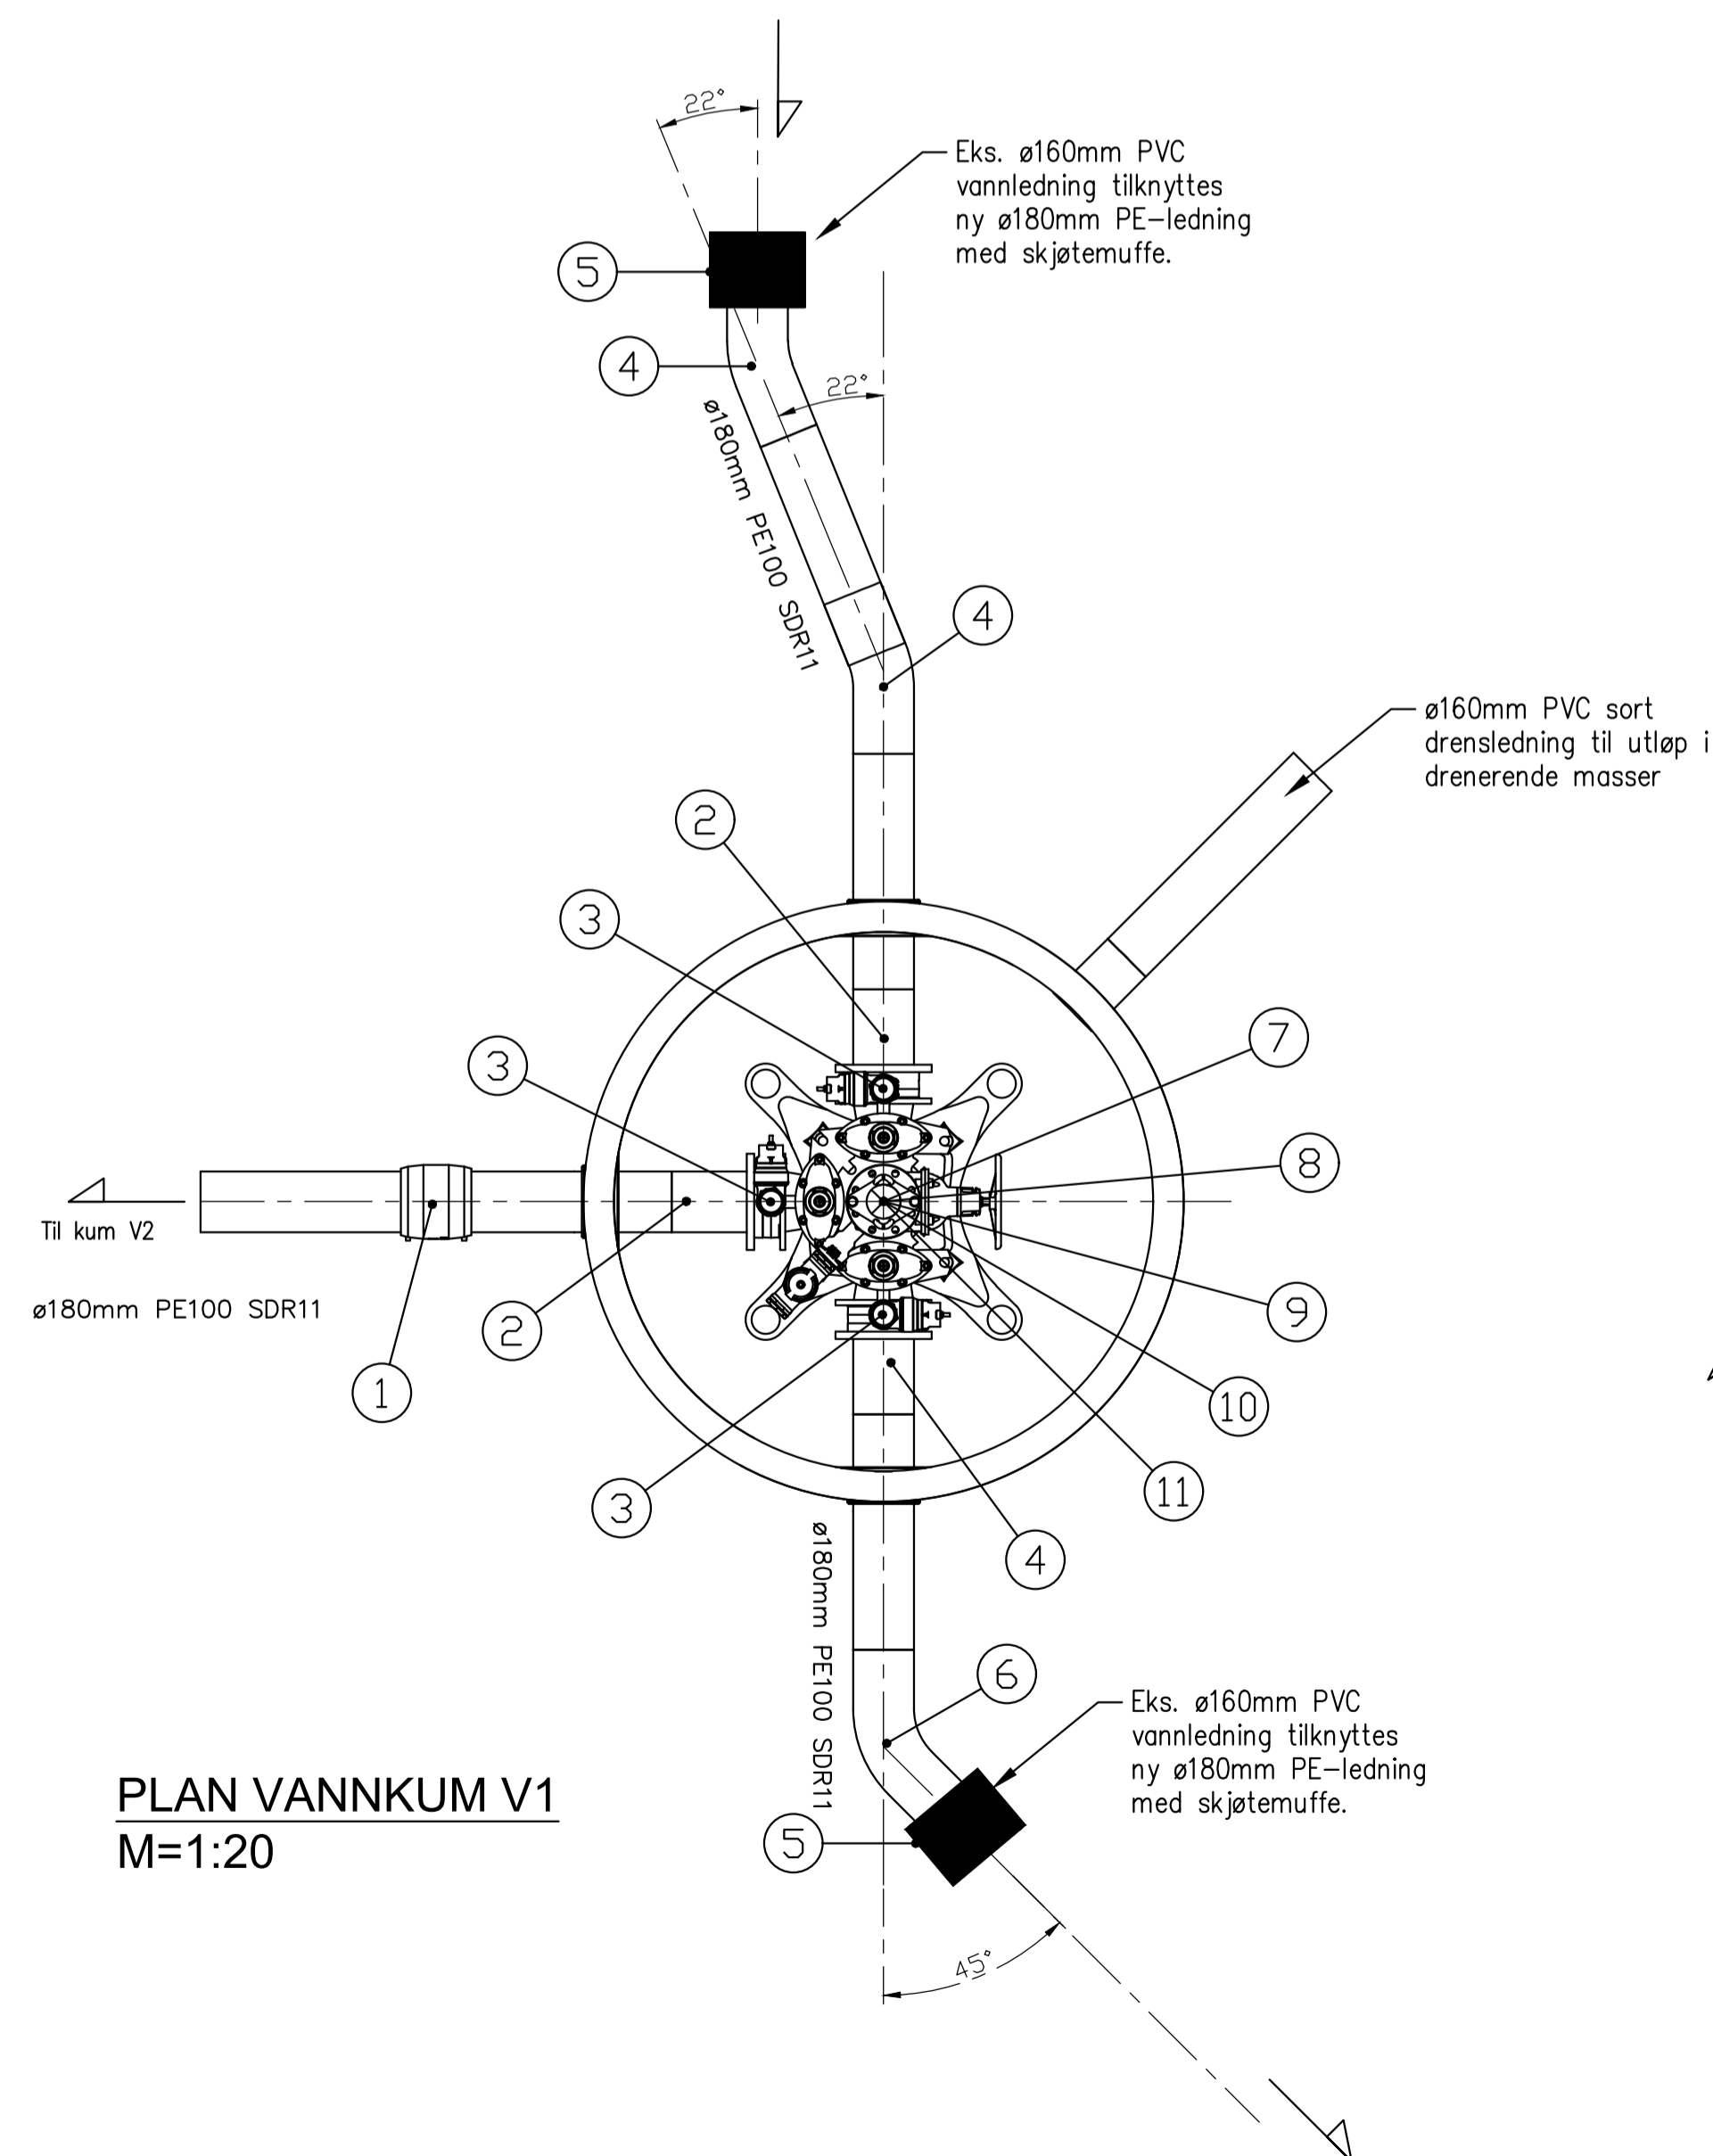 22°
Eks. ø160mm PVC
vannledning tilknyttes
ny ø180mm PE-ledning
med skjøtemuffe.
5
4
22°
ø180mm PE100 SDR11
4
ø160mm PVC sort
drensledning til utløp i
drenerende masser
2
3
7
3
8
Til kum V2
ø180mm PE100 SDR11
2
9
1
10
11
3
4
ø180mm PE100 SDR11
6
Eks. ø160mm PVC
vannledning tilknyttes
ny ø180mm PE-ledning
med skjøtemuffe.
PLAN VANNKUM V1
M=1:20
5
45°